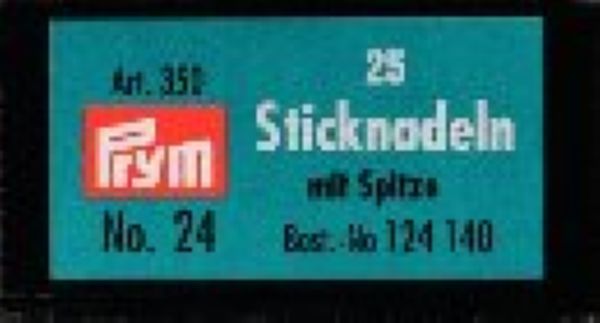 Art. 350
Prym
No. 24
25
Sticknadeln
mit Spitze
Best.-No 124 140